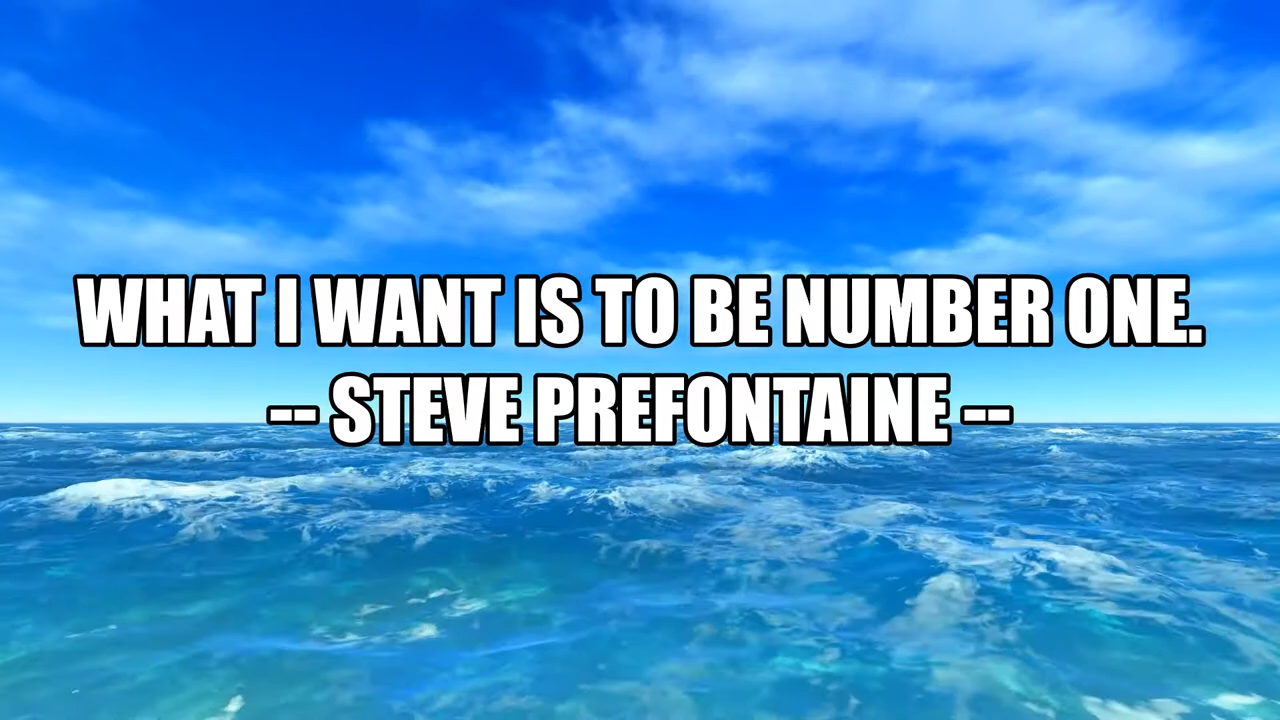 WHAT I WANT IS TO BE NUMBER ONE.
-- STEVE PREFONTAINE --